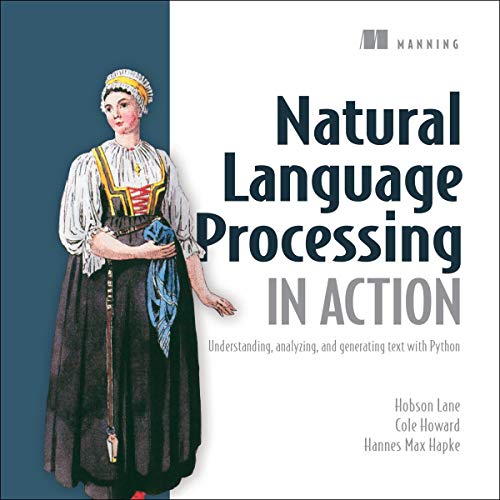 MANNING
Natural
Language
Processing
IN ACTION
Understanding, analyzing, and generating text with Python
Hobson Lane
Cole Howard
Hannes Max Hapke